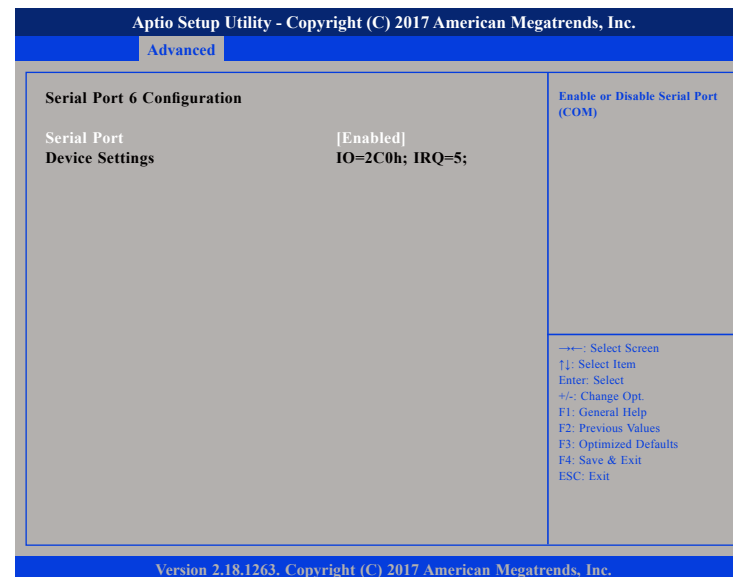 Aptio Setup Utility - Copyright (C) 2017 American Megatrends, Inc.
Advanced
Serial Port 6 Configuration
Serial Port [Enabled]
Device Settings IO=2C0h; IRQ=5;
Enable or Disable Serial Port
(COM)
→←: Select Screen
↑↓: Select Item
Enter: Select
+/-: Change Opt.
F1: General Help
F2: Previous Values
F3: Optimized Defaults
F4: Save & Exit
ESC: Exit
Version 2.18.1263. Copyright (C) 2017 American Megatrends, Inc.